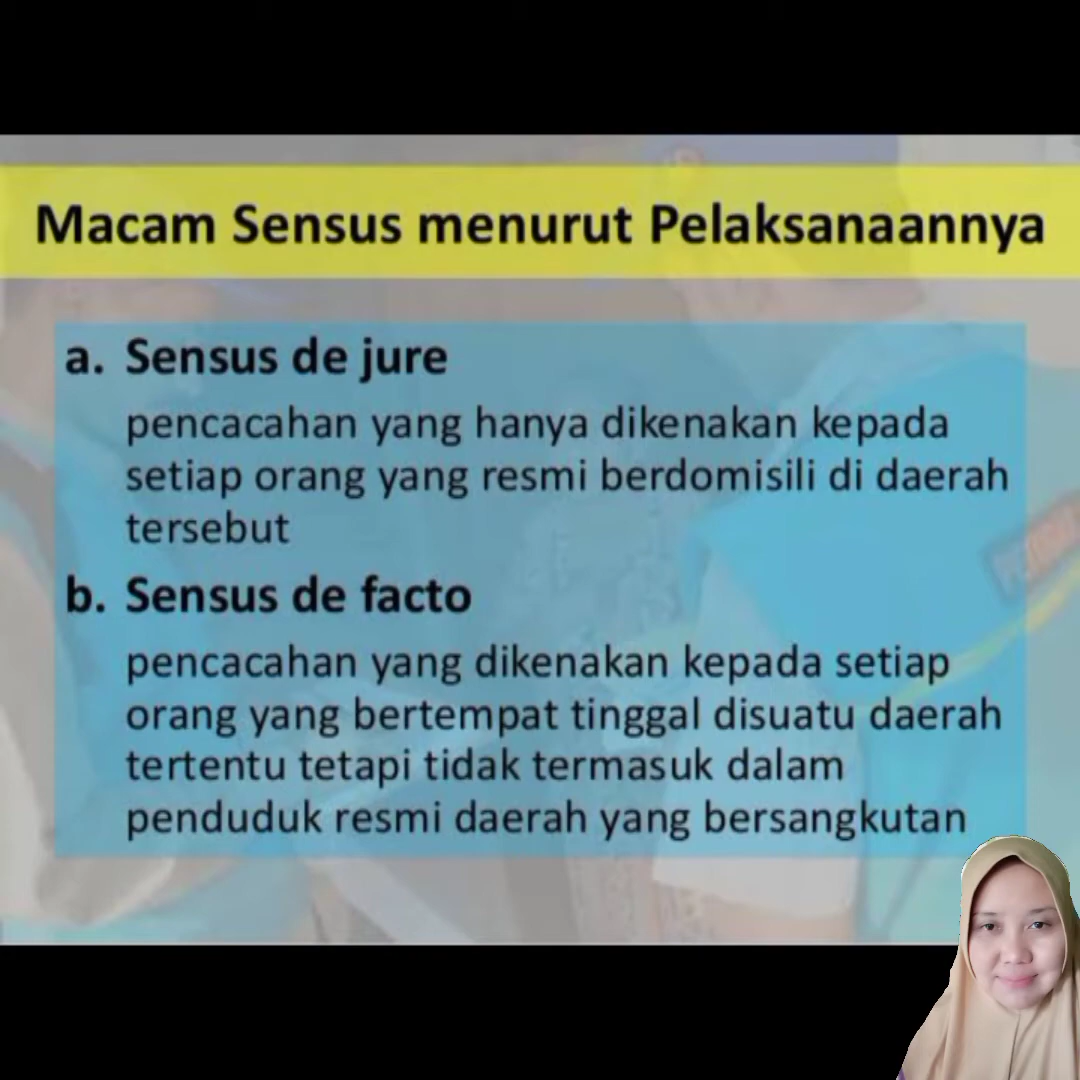 Macam Sensus menurut Pelaksanaannya
a. Sensus de jure
pencacahan yang hanya dikenakan kepada
setiap orang yang resmi berdomisili di daerah
tersebut
b. Sensus de facto
pencacahan yang dikenakan kepada setiap
orang yang bertempat tinggal disuatu daerah
tertentu tetapi tidak termasuk dalam
penduduk resmi daerah yang bersangkutan